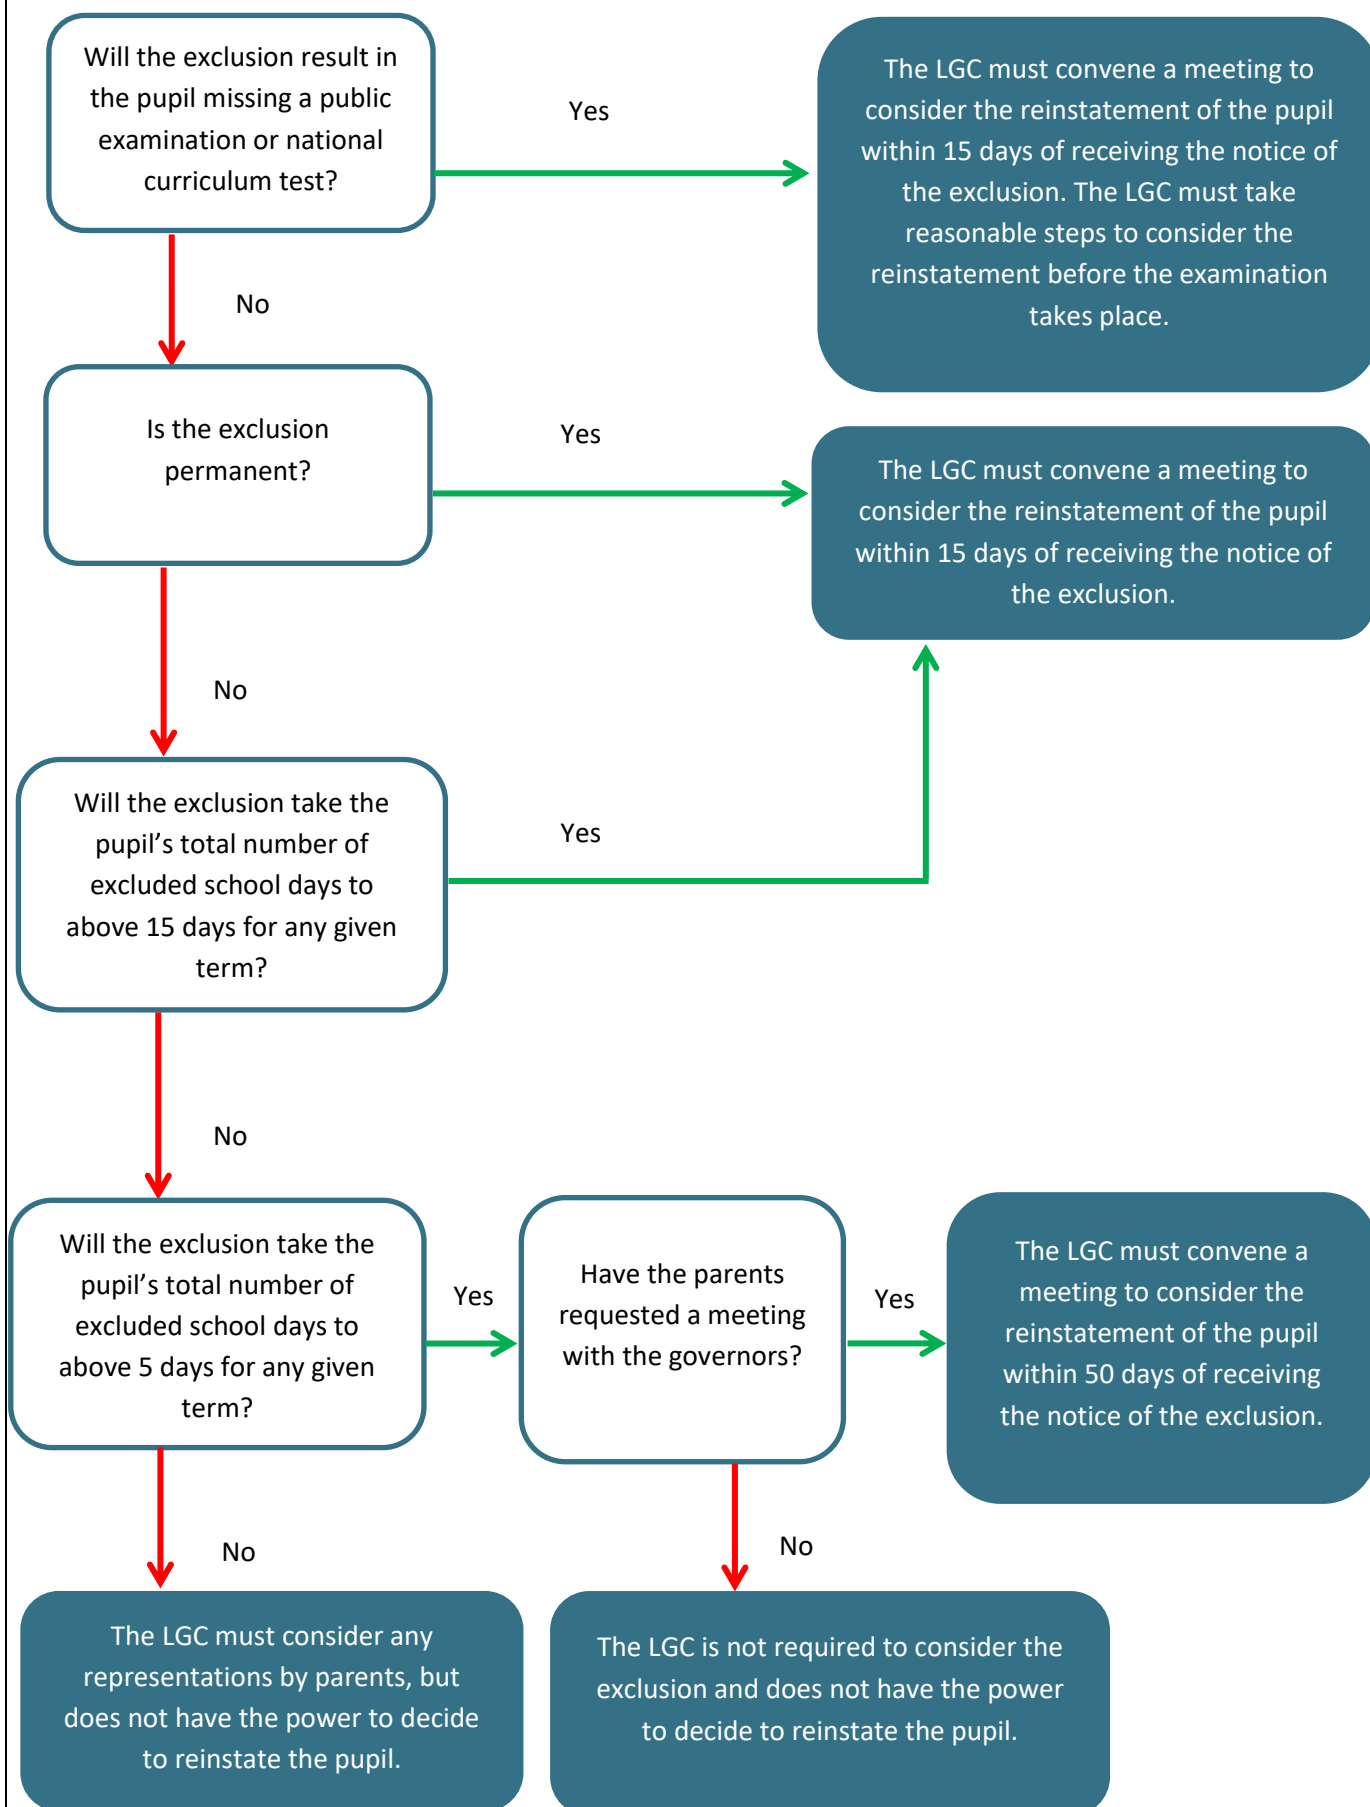 Will the exclusion result in
the pupil missing a public
examination or national
curriculum test?
Yes
The LGC must convene a meeting to
consider the reinstatement of the pupil
within 15 days of receiving the notice of
the exclusion. The LGC must take
reasonable steps to consider the
reinstatement before the examination
takes place.
No
Is the exclusion
permanent?
Yes
The LGC must convene a meeting to
consider the reinstatement of the pupil
within 15 days of receiving the notice of
the exclusion.
No
Will the exclusion take the
pupil’s total number of
excluded school days to
above 15 days for any given
term?
Yes
No
Will the exclusion take the
pupil’s total number of
excluded school days to
above 5 days for any given
term?
Yes
Have the parents
requested a meeting
with the governors?
Yes
The LGC must convene a
meeting to consider the
reinstatement of the pupil
within 50 days of receiving
the notice of the exclusion.
No
No
The LGC must consider any
representations by parents, but
does not have the power to decide
to reinstate the pupil.
The LGC is not required to consider the
exclusion and does not have the power
to decide to reinstate the pupil.